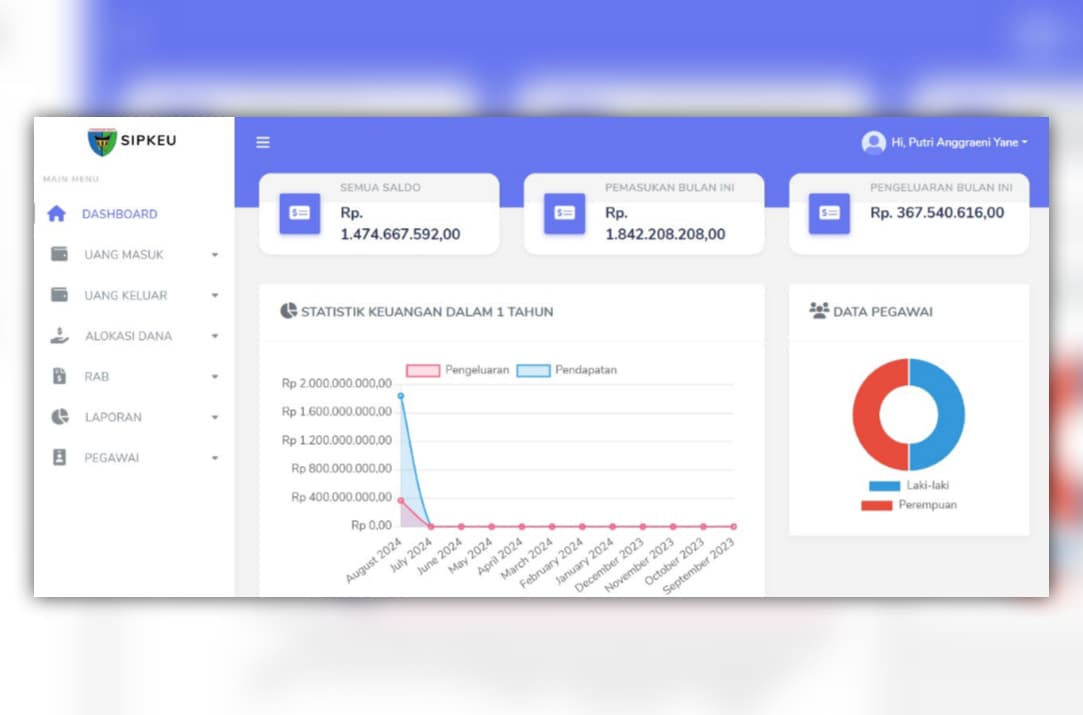 SIPKEU
Hi, Putri Anggraeni Yane
MAIN MENU
DASHBOARD
UANG MASUK
UANG KELUAR
ALOKASI DANA
RAB
LAPORAN
PEGAWAI
SEMUA SALDO
Rp.
1.474.667.592,00
PEMASUKAN BULAN INI
Rp.
1.842.208.208,00
PENGELUARAN BULAN INI
Rp. 367.540.616,00
STATISTIK KEUANGAN DALAM 1 TAHUN
Pengeluaran Pendapatan
Rp 2.000.000.000,00
Rp 1.600.000.000,00
Rp 1.200.000.000,00
Rp 800.000.000,00
Rp 400.000.000,00
Rp 0,00
August 2024
July 2024
June 2024
May 2024
April 2024
March 2024
February 2024
January 2024
December 2023
November 2023
October 2023
September 2023
DATA PEGAWAI
Laki-laki
Perempuan